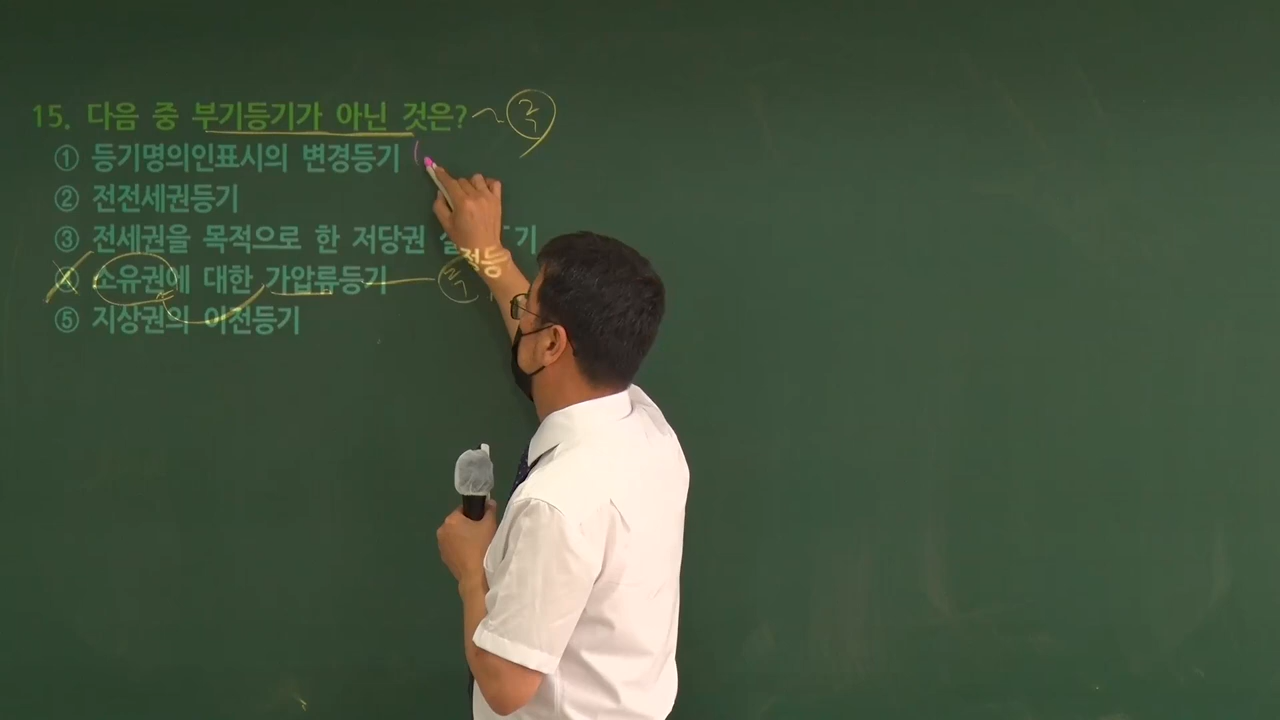 15. 다음 중 부기등기가 아닌 것은?
① 등기명의인표시의 변경등기
② 전전세권등기
③ 전세권을 목적으로 한 저당권 기
④ 소유권에 대한 가압류등기
⑤ 지상권의 이전등기